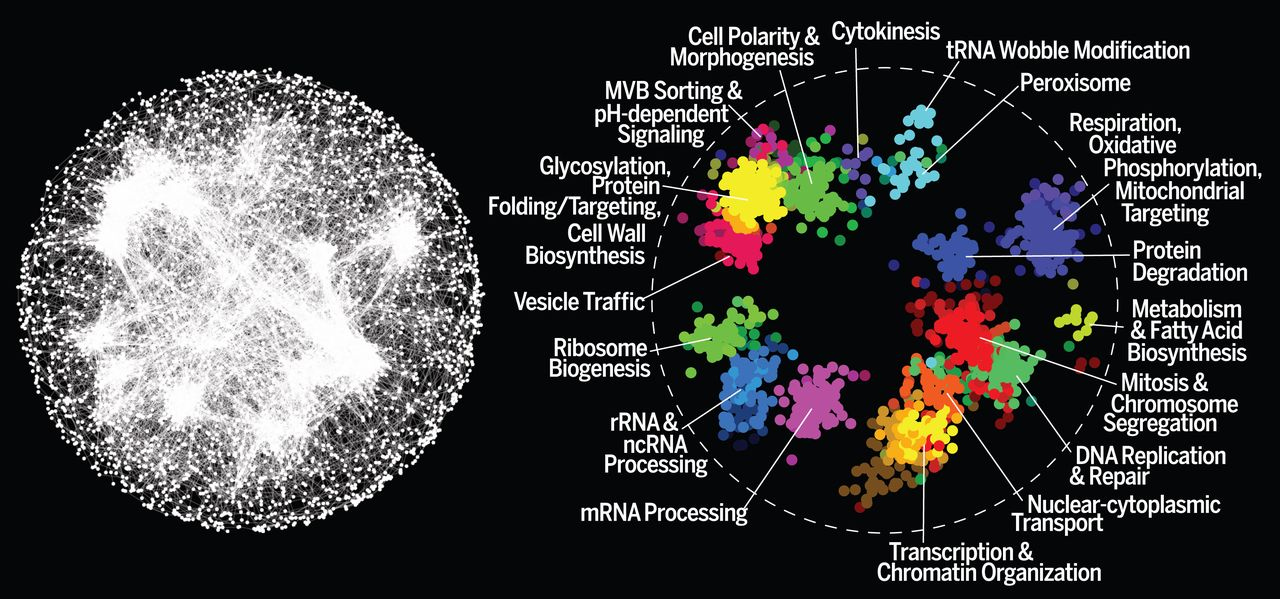 Cell Polarity &
Morphogenesis
Cytokinesis
tRNA Wobble Modification
Peroxisome
MVB Sorting &
pH-dependent
Signaling
Respiration,
Oxidative
Phosphorylation,
Mitochondrial
Targeting
Glycosylation,
Protein
Folding/Targeting,
Cell Wall
Biosynthesis
Protein
Degradation
Vesicle Traffic
Metabolism
& Fatty Acid
Biosynthesis
Ribosome
Biogenesis
Mitosis &
Chromosome
Segregation
rRNA &
ncRNA
Processing
DNA Replication
& Repair
mRNA Processing
Nuclear-cytoplasmic
Transport
Transcription &
Chromatin Organization